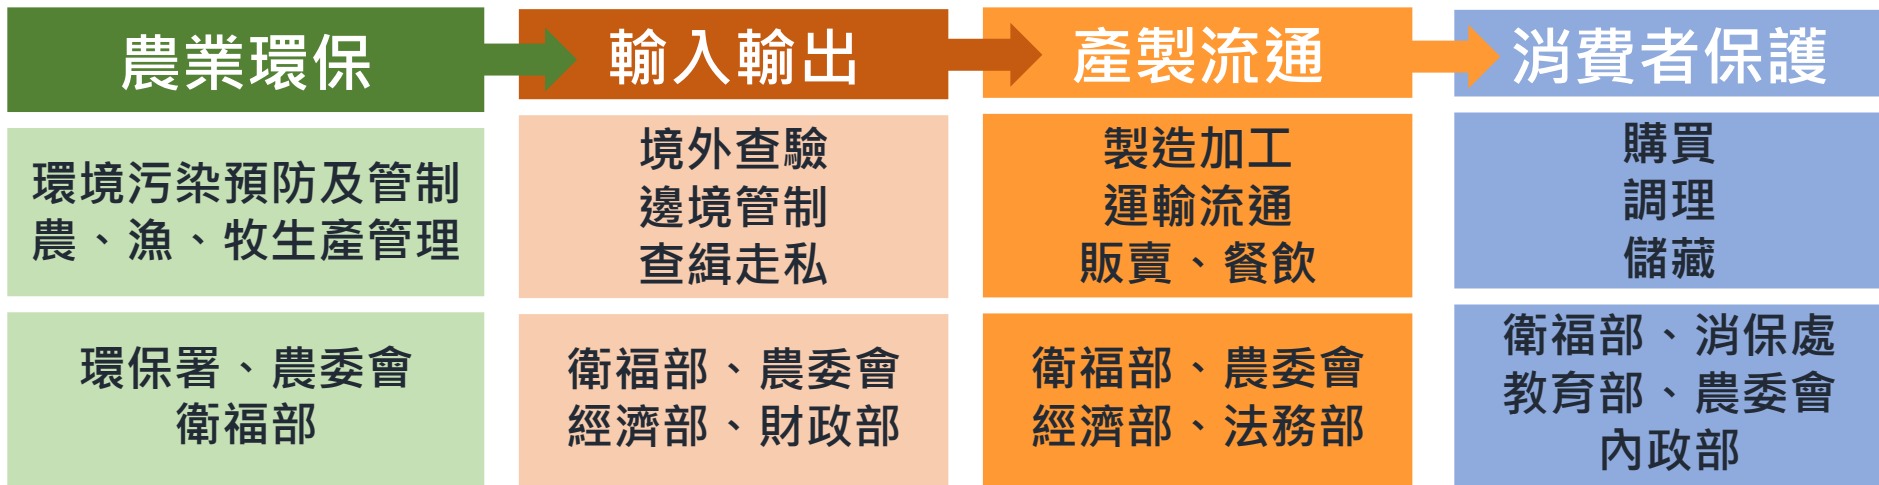 農業環保
環境污染預防及管制
農、漁、牧生產管理
環保署、農委會
衛福部
輸入輸出
境外查驗
邊境管制
查緝走私
衛福部、農委會
經濟部、財政部
產製流通
製造加工
運輸流通
販賣、餐飲
衛福部、農委會
經濟部、法務部
消費者保護
購買
調理
儲藏
衛福部、消保處
教育部、農委會
內政部